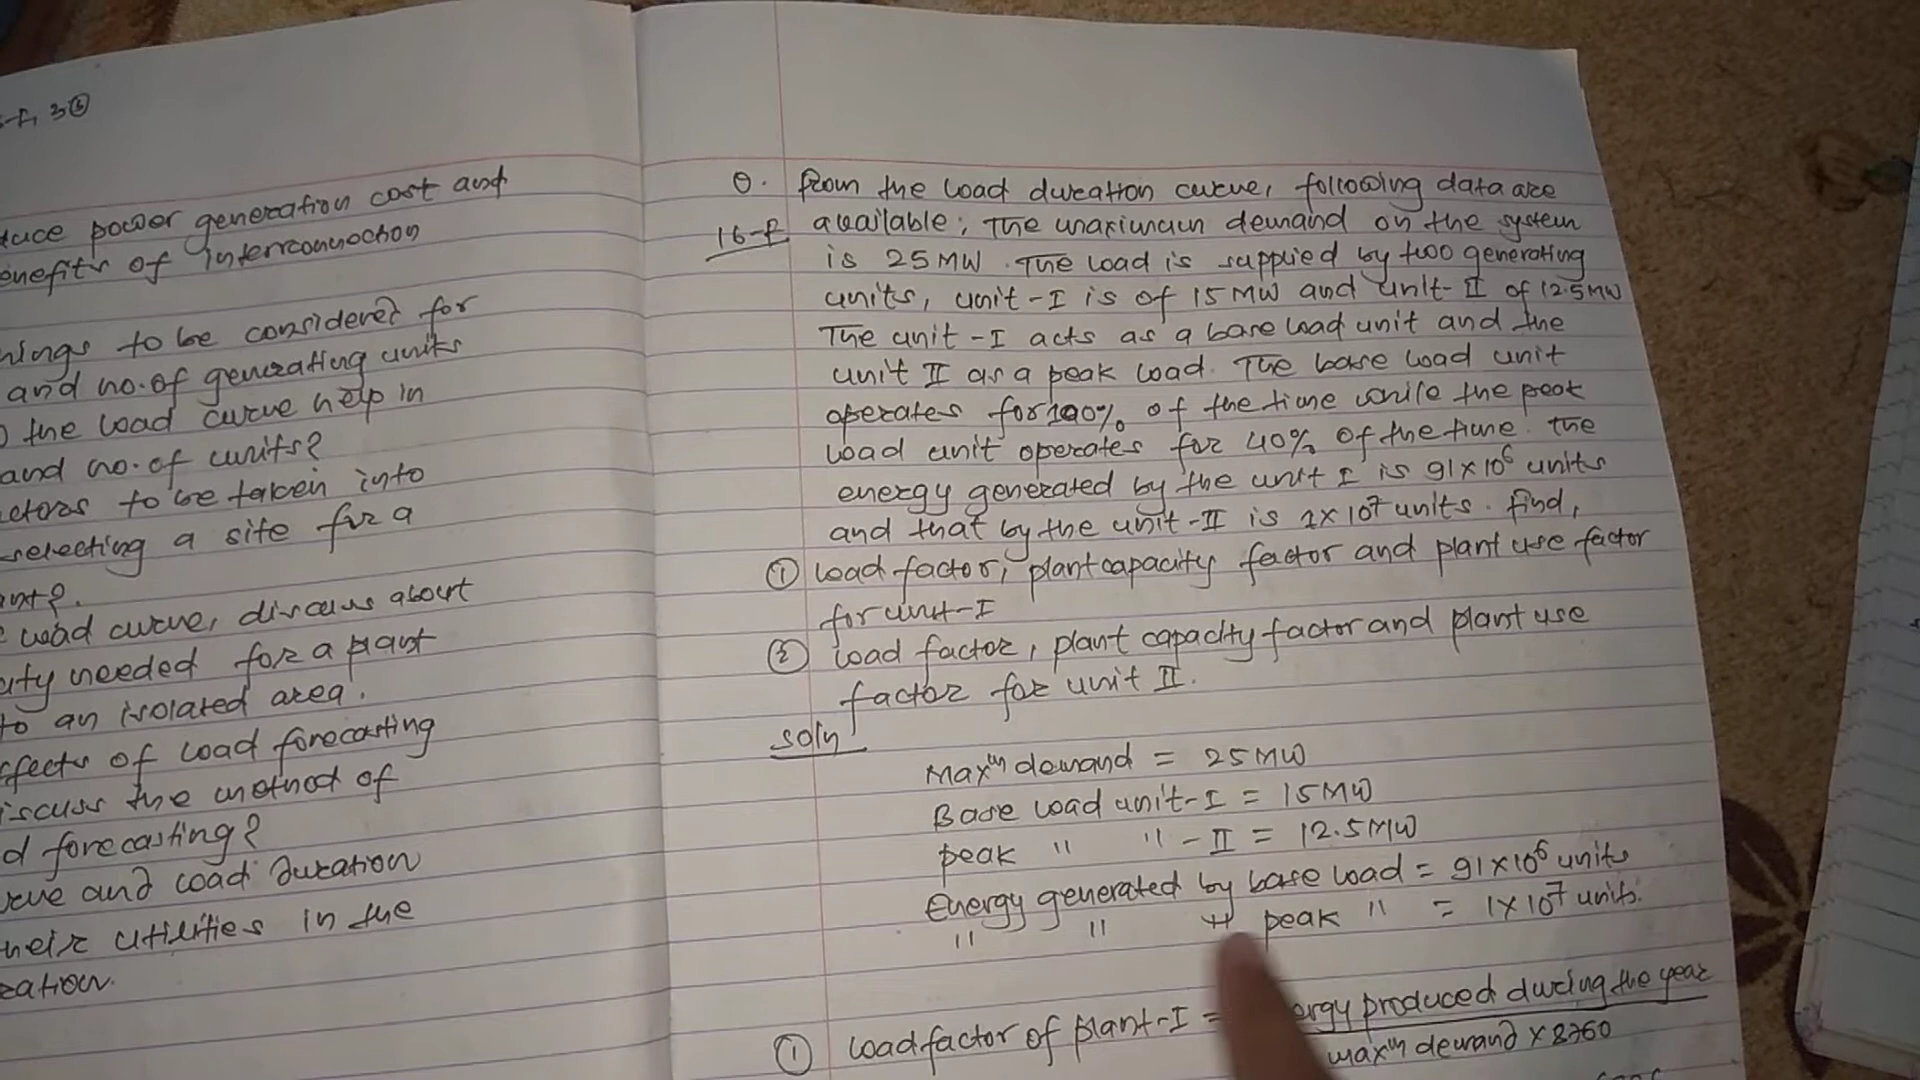 3⑥
power generation cost and
of interconnection
to be considered for
and no. of generating units
the load curve help in
and no. of units?
to be taken into
selecting a site for a
load curve, discuss about
needed for a plant
to an isolated area.
of load forecasting
the method of
forecasting?
and load duration
utilities in the
Q. from the load duration curve, following data are
16-f available; The maximum demand on the system
is 25MW. The load is supplied by two generating
units, unit-I is of 15MW and unit-II of 12.5MW
The unit-I acts as a base load unit and the
unit II as a peak load. The base load unit
operates for 100% of the time while the peak
load unit operates for 40% of the time. The
energy generated by the unit I is 91×10⁶ units
and that by the unit-II is 1×10⁷ units. find,
① load factor, plant capacity factor and plant use factor
for unit-I
② load factor, plant capacity factor and plant use
factor for unit II.
soln
Maxᵐ demand = 25MW
Base load unit-I = 15MW
peak " " -II = 12.5MW
Energy generated by base load = 91×10⁶ units
" " " peak " = 1×10⁷ units.
① load factor of plant-I = produced during the year
maxᵐ demand × 8760